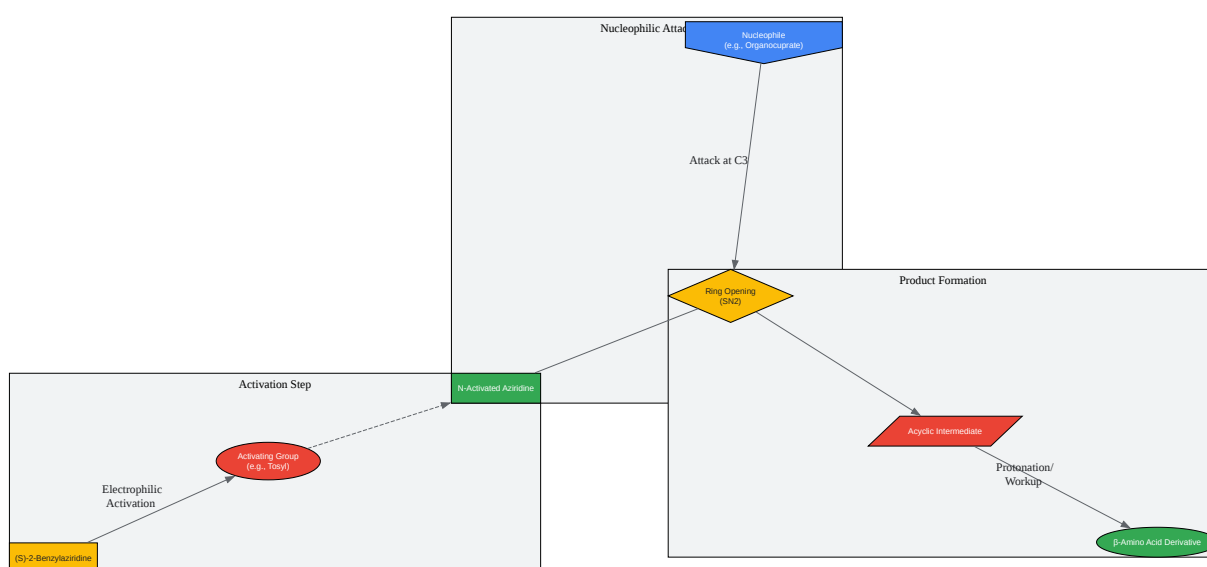 Nucleophilic Attac
Nucleophile
(e.g., Organocuprate)
Attack at C3
Product Formation
Ring Opening
(SN2)
Activation Step
N-Activated Aziridine
Acyclic Intermediate
Activating Group
(e.g., Tosyl)
Protonation/
Workup
Electrophilic
Activation
β-Amino Acid Derivative
(S)-2-Benzylaziridine